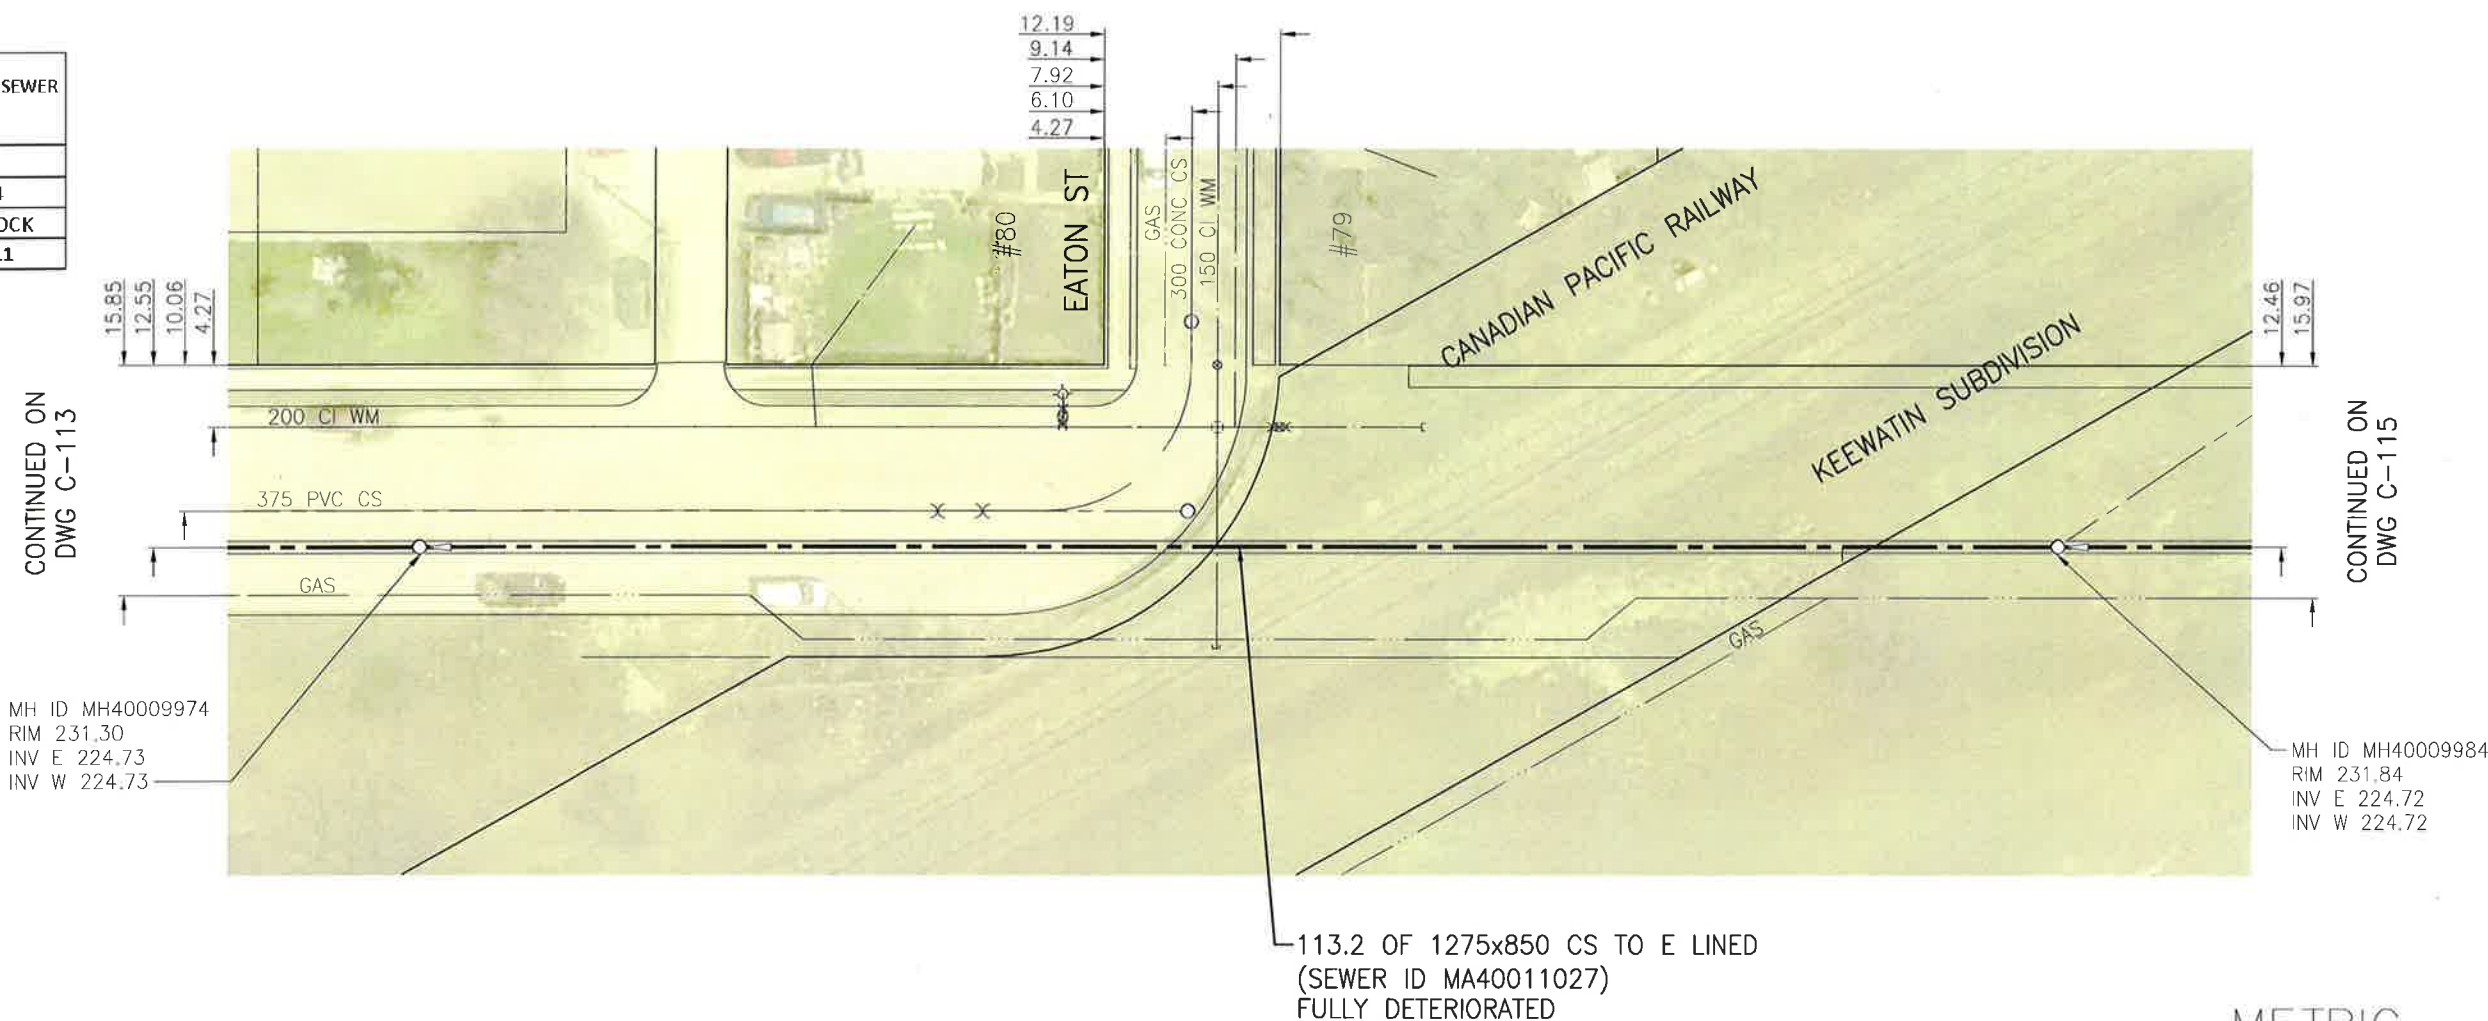 SEWER
4
OCK
11
12.19
9.14
7.92
6.10
4.27
15.85
12.55
10.06
4.27
12.46
15.97
CONTINUED ON
DWG C-113
CONTINUED ON
DWG C-115
#80
EATON ST
GAS
300 CONC CS
150 CI WM
#79
CANADIAN PACIFIC RAILWAY
KEEWATIN SUBDIVISION
200 CI WM
375 PVC CS
GAS
GAS
MH ID MH40009974
RIM 231.30
INV E 224.73
INV W 224.73
MH ID MH40009984
RIM 231.84
INV E 224.72
INV W 224.72
113.2 OF 1275x850 CS TO E LINED
(SEWER ID MA40011027)
FULLY DETERIORATED
METRIC